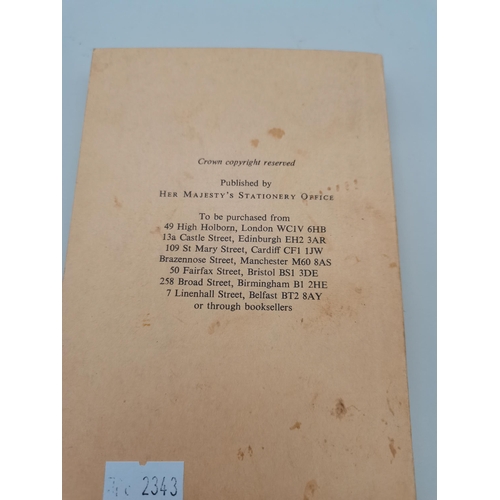 Crown copyright reserved
Published by
HER MAJESTY'S STATIONERY OFFICE
To be purchased from
49 High Holborn, London WC1V 6HB
13a Castle Street, Edinburgh EH2 3AR
109 St Mary Street, Cardiff CF1 1JW
Brazennose Street, Manchester M60 8AS
50 Fairfax Street, Bristol BS1 3DE
258 Broad Street, Birmingham B1 2HE
7 Linenhall Street, Belfast BT2 8AY
or through booksellers
2343